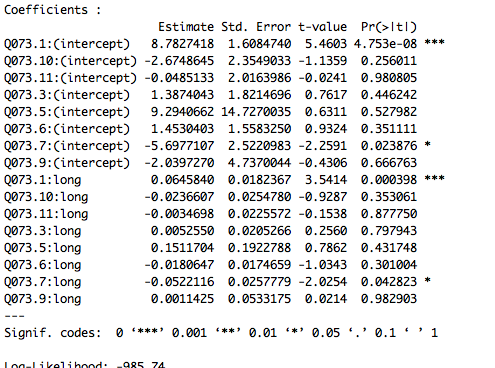 Coefficients :
Estimate Std. Error t-value Pr(>|t|)
Q073.1:(intercept) 8.7827418 1.6084740 5.4603 4.753e-08 ***
Q073.10:(intercept) -2.6748645 2.3549033 -1.1359 0.256011
Q073.11:(intercept) -0.0485133 2.0163986 -0.0241 0.980805
Q073.3:(intercept) 1.3874043 1.8214696 0.7617 0.446242
Q073.5:(intercept) 9.2940662 14.7270035 0.6311 0.527982
Q073.6:(intercept) 1.4530403 1.5583250 0.9324 0.351111
Q073.7:(intercept) -5.6977107 2.5220983 -2.2591 0.023876 *
Q073.9:(intercept) -2.0397270 4.7370044 -0.4306 0.666763
Q073.1:long 0.0645840 0.0182367 3.5414 0.000398 ***
Q073.10:long -0.0236607 0.0254780 -0.9287 0.353061
Q073.11:long -0.0034698 0.0225572 -0.1538 0.877750
Q073.3:long 0.0052550 0.0205266 0.2560 0.797943
Q073.5:long 0.1511704 0.1922788 0.7862 0.431748
Q073.6:long -0.0180647 0.0174659 -1.0343 0.301004
Q073.7:long -0.0522116 0.0257779 -2.0254 0.042823 *
Q073.9:long 0.0011425 0.0533175 0.0214 0.982903
---
Signif. codes: 0 ‘***’ 0.001 ‘**’ 0.01 ‘*’ 0.05 ‘.’ 0.1 ‘ ’ 1
Log-Likelihood: -985.74